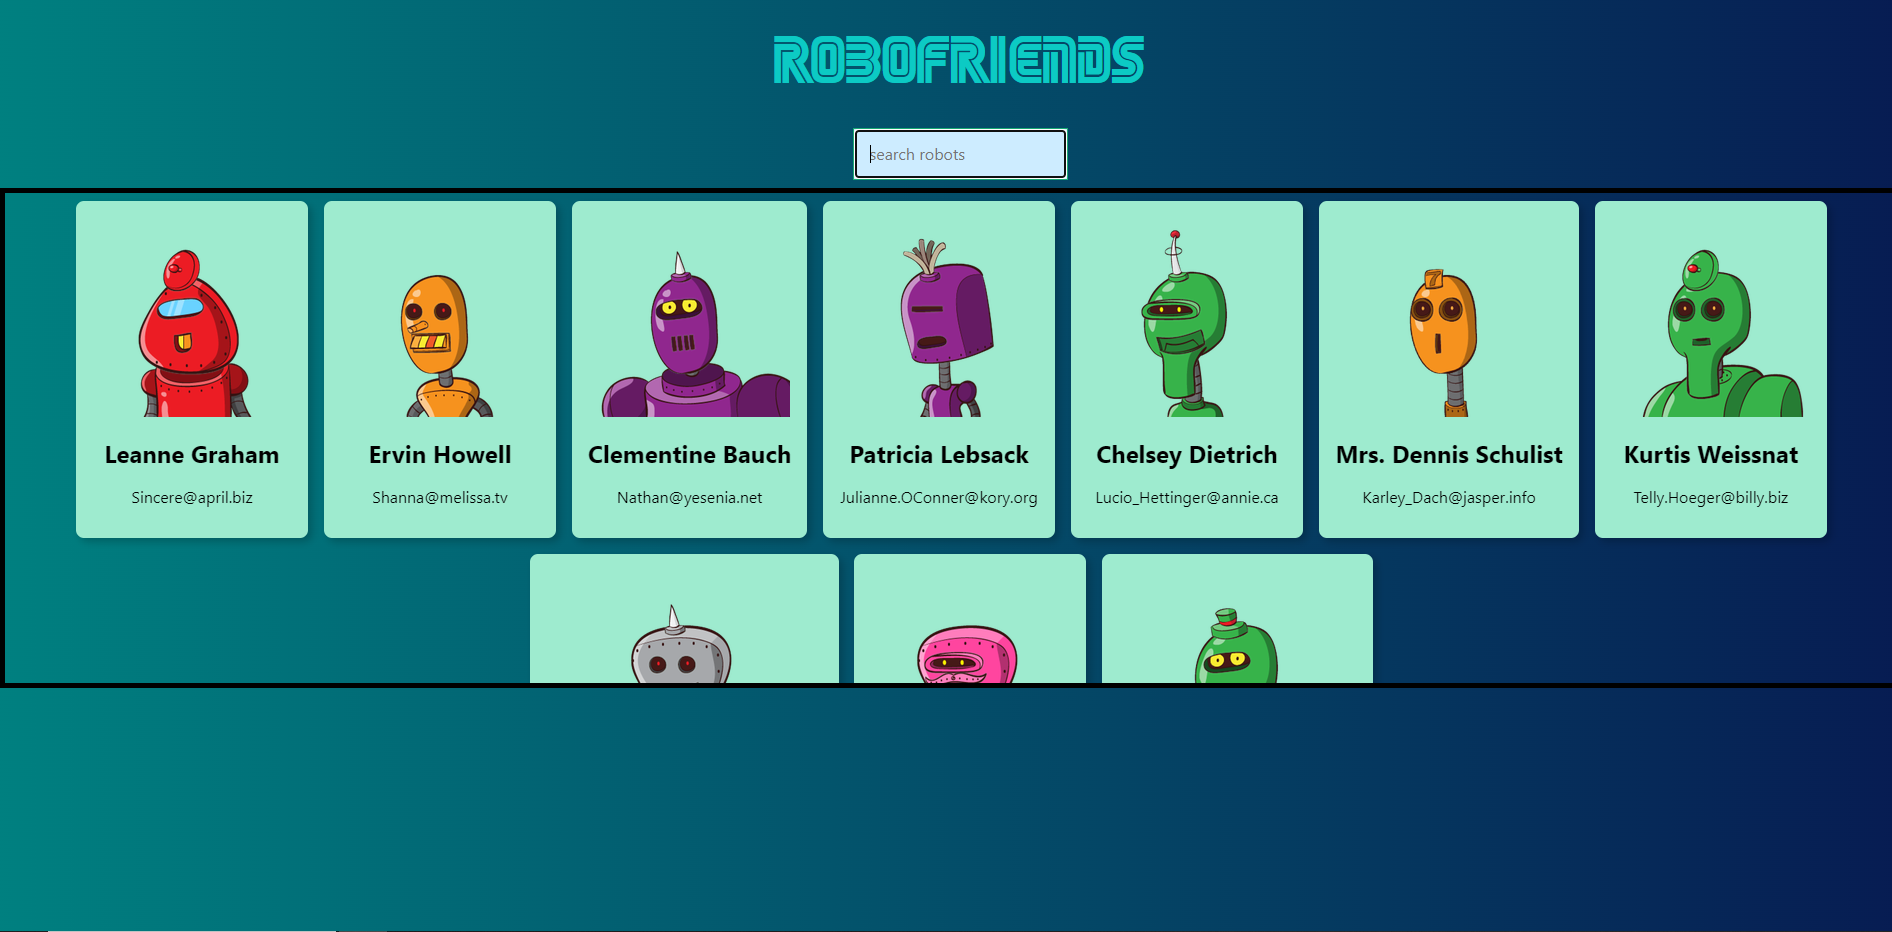 ROBOFRIENDS
search robots
Leanne Graham
Sincere@april.biz
Ervin Howell
Shanna@melissa.tv
Clementine Bauch
Nathan@yesenia.net
Patricia Lebsack
Julianne.OConner@kory.org
Chelsey Dietrich
Lucio_Hettinger@annie.ca
7
Mrs. Dennis Schulist
Karley_Dach@jasper.info
Kurtis Weissnat
Telly.Hoeger@billy.biz